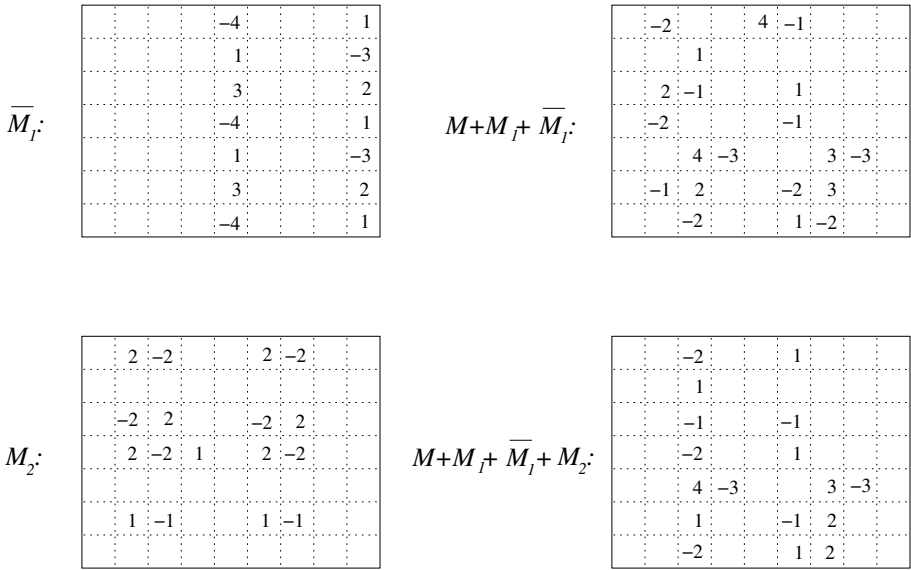 −4 1 −2 4 −1
1 −3 1
3 2 2 −1 1
M̅₁: −4 1 M+M₁+ M̅₁: −2 −1
1 −3 4 −3 3 −3
3 2 −1 2 −2 3
−4 1 −2 1 −2
2 −2 2 −2 −2 1
1
−2 2 −2 2 −1 −1
M₂: 2 −2 1 2 −2 M+M₁+ M̅₁+ M₂: −2 1
4 −3 3 −3
1 −1 1 −1 1 −1 2
−2 1 2